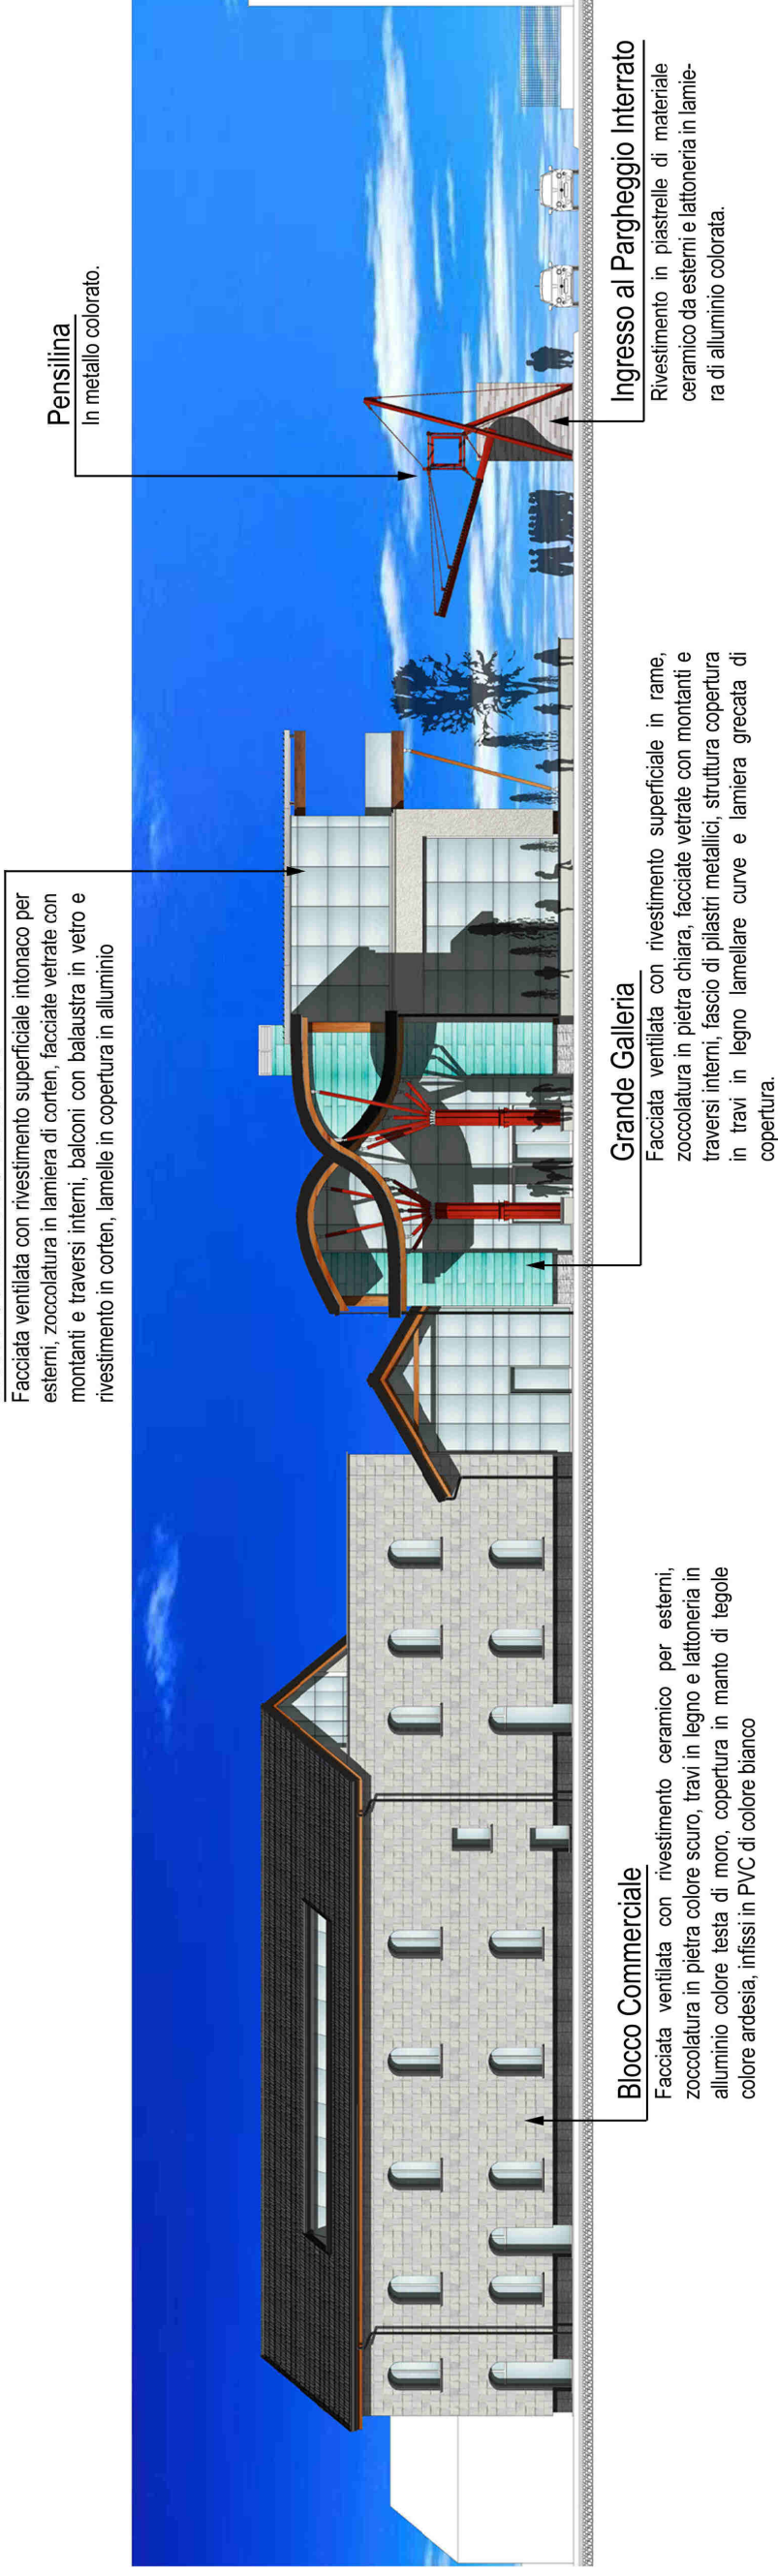 Facciata ventilata con rivestimento superficiale intonaco per
esterni, zoccolatura in lamiera di corten, facciate vetrate con
montanti e traversi interni, balconi con balaustra in vetro e
rivestimento in corten, lamelle in copertura in alluminio
Pensilina
In metallo colorato.
Blocco Commerciale
Facciata ventilata con rivestimento ceramico per esterni,
zoccolatura in pietra colore scuro, travi in legno e lattoneria in
alluminio colore testa di moro, copertura in manto di tegole
colore ardesia, infissi in PVC di colore bianco
Grande Galleria
Facciata ventilata con rivestimento superficiale in rame,
zoccolatura in pietra chiara, facciate vetrate con montanti e
traversi interni, fascio di pilastri metallici, struttura copertura
in travi in legno lamellare curve e lamiera grecata di
copertura.
Ingresso al Pargheggio Interrato
Rivestimento in piastrelle di materiale
ceramico da esterni e lattoneria in lamie-
ra di alluminio colorata.